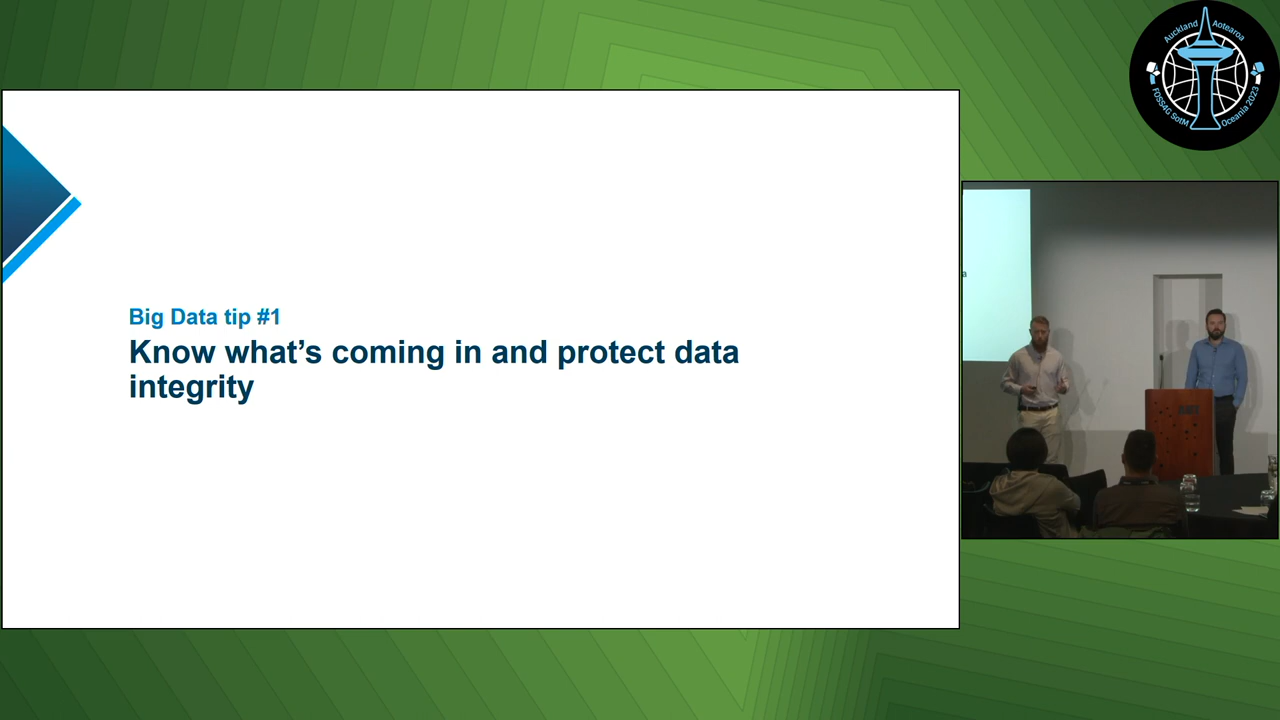 Auckland Aotearoa
FOSS4G SotM Oceania 2023
Big Data tip #1
Know what's coming in and protect data
integrity
a